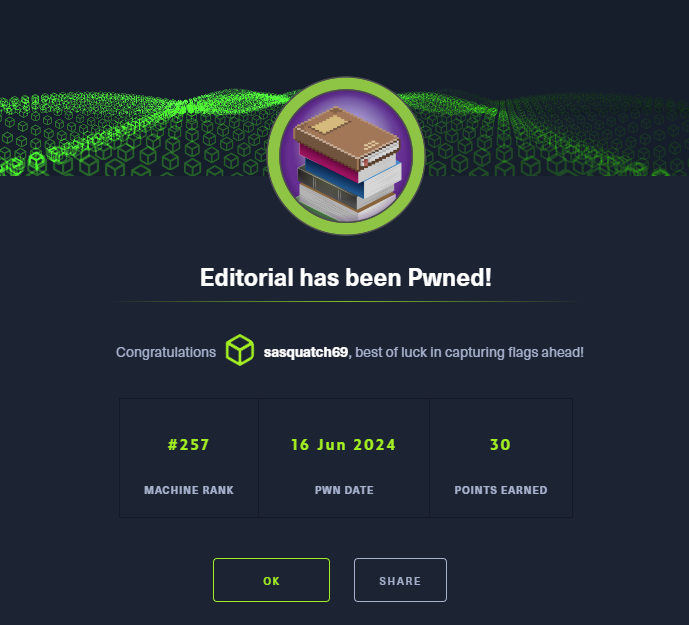 Editorial has been Pwned!
Congratulations sasquatch69, best of luck in capturing flags ahead!
#257 16 Jun 2024 30
MACHINE RANK PWN DATE POINTS EARNED
OK SHARE